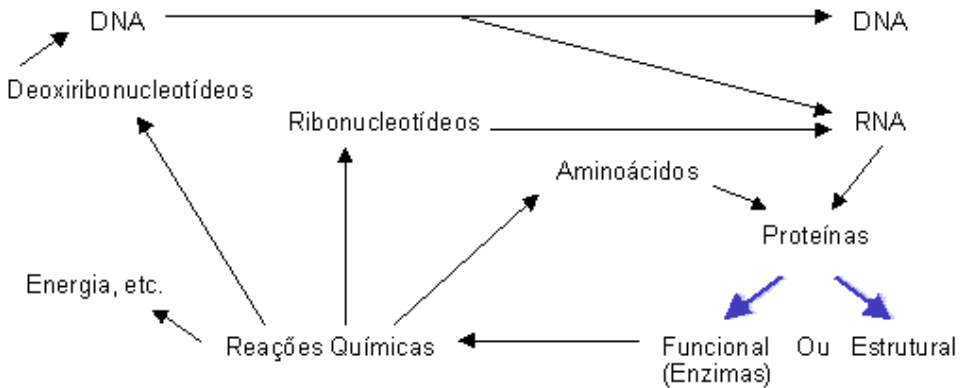 DNA DNA
Deoxiribonucleotídeos
Ribonucleotídeos RNA
Aminoácidos
Proteínas
Energia, etc.
Reações Químicas Funcional Ou Estrutural
(Enzimas)